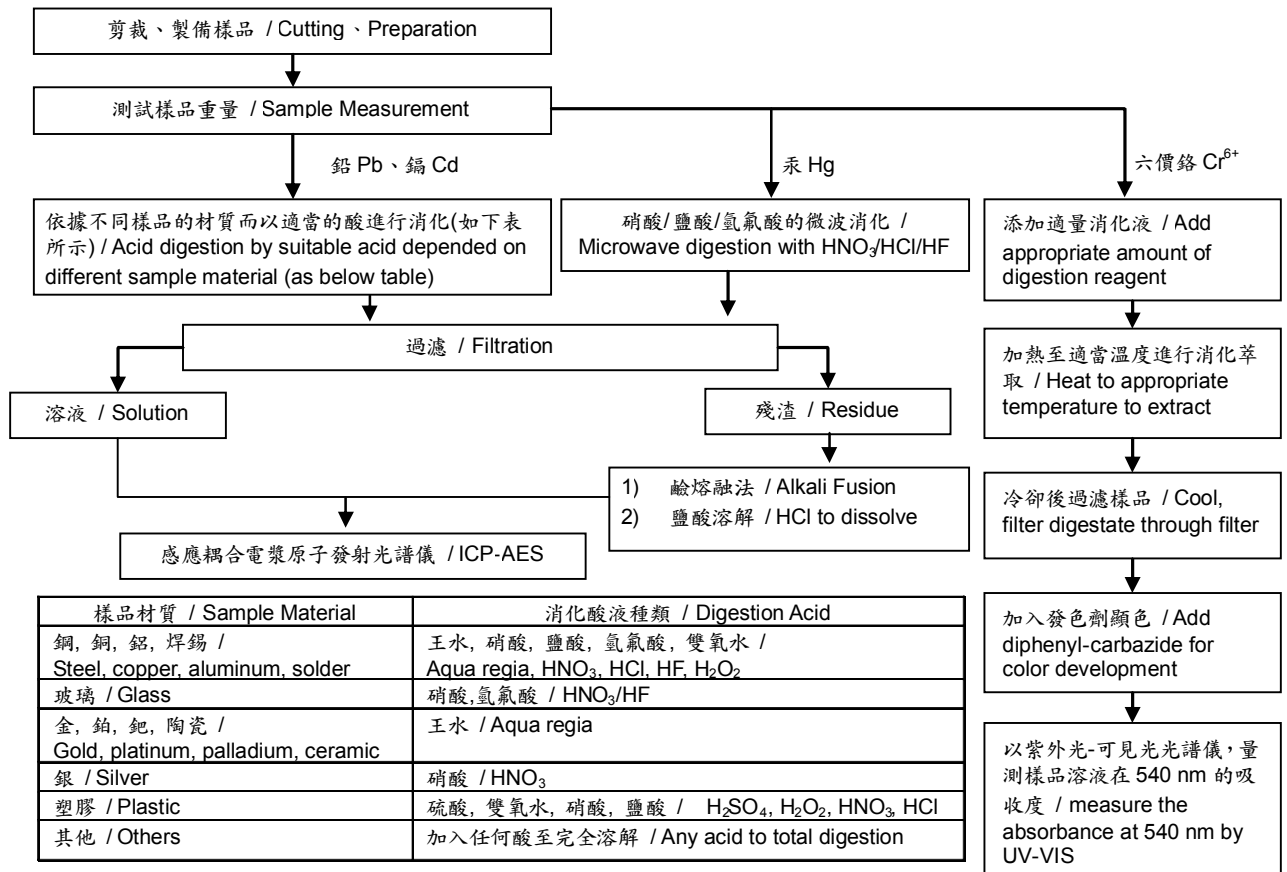 剪裁、製備樣品 / Cutting、Preparation
測試樣品重量 / Sample Measurement
鉛 Pb、鎘 Cd
汞 Hg
六價鉻 Cr6+
依據不同樣品的材質而以適當的酸進行消化(如下表
所示) / Acid digestion by suitable acid depended on
different sample material (as below table)
硝酸/鹽酸/氫氟酸的微波消化 /
Microwave digestion with HNO3/HCl/HF
添加適量消化液 / Add
appropriate amount of
digestion reagent
過濾 / Filtration
加熱至適當溫度進行消化萃
取 / Heat to appropriate
temperature to extract
溶液 / Solution
殘渣 / Residue
1) 鹼熔融法 / Alkali Fusion
2) 鹽酸溶解 / HCl to dissolve
冷卻後過濾樣品 / Cool,
filter digestate through filter
感應耦合電漿原子發射光譜儀 / ICP-AES
加入發色劑顯色 / Add
diphenyl-carbazide for
color development
以紫外光-可見光光譜儀，量
測樣品溶液在 540 nm 的吸
收度 / measure the
absorbance at 540 nm by
UV-VIS
樣品材質 / Sample Material
消化酸液種類 / Digestion Acid
鋼, 銅, 鋁, 焊錫 /
Steel, copper, aluminum, solder
王水, 硝酸, 鹽酸, 氫氟酸, 雙氧水 /
Aqua regia, HNO3, HCl, HF, H2O2
玻璃 / Glass
硝酸,氫氟酸 / HNO3/HF
金, 鉑, 鈀, 陶瓷 /
Gold, platinum, palladium, ceramic
王水 / Aqua regia
銀 / Silver
硝酸 / HNO3
塑膠 / Plastic
硫酸, 雙氧水, 硝酸, 鹽酸 / H2SO4, H2O2, HNO3, HCl
其他 / Others
加入任何酸至完全溶解 / Any acid to total digestion